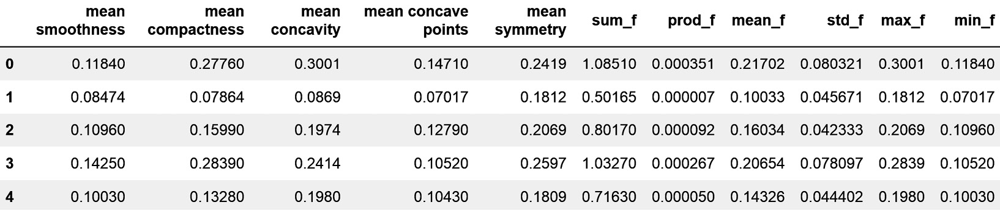 mean smoothness mean compactness mean concavity mean concave points mean symmetry sum_f prod_f mean_f std_f max_f min_f
0 0.11840 0.27760 0.3001 0.14710 0.2419 1.08510 0.000351 0.21702 0.080321 0.3001 0.11840
1 0.08474 0.07864 0.0869 0.07017 0.1812 0.50165 0.000007 0.10033 0.045671 0.1812 0.07017
2 0.10960 0.15990 0.1974 0.12790 0.2069 0.80170 0.000092 0.16034 0.042333 0.2069 0.10960
3 0.14250 0.28390 0.2414 0.10520 0.2597 1.03270 0.000267 0.20654 0.078097 0.2839 0.10520
4 0.10030 0.13280 0.1980 0.10430 0.1809 0.71630 0.000050 0.14326 0.044402 0.1980 0.10030